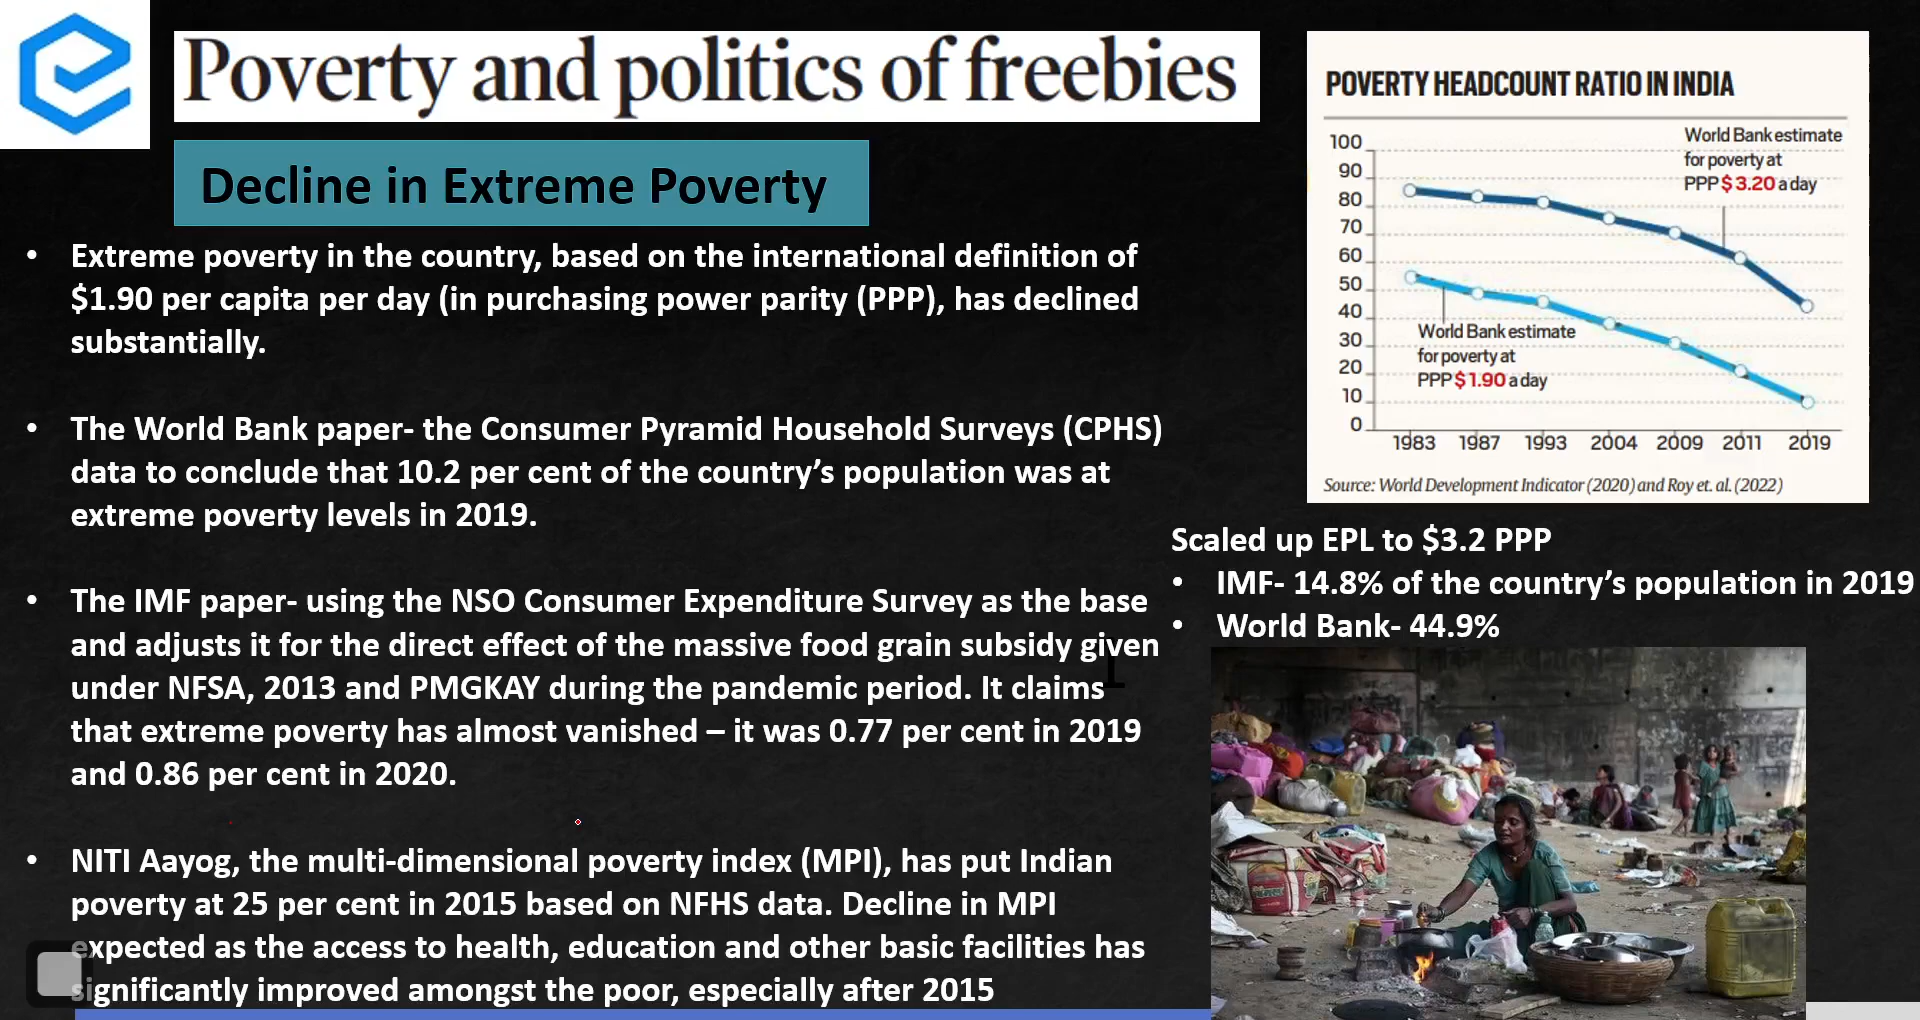 Poverty and politics of freebies
Decline in Extreme Poverty
• Extreme poverty in the country, based on the international definition of
$1.90 per capita per day (in purchasing power parity (PPP), has declined
substantially.
• The World Bank paper- the Consumer Pyramid Household Surveys (CPHS)
data to conclude that 10.2 per cent of the country’s population was at
extreme poverty levels in 2019.
• The IMF paper- using the NSO Consumer Expenditure Survey as the base
and adjusts it for the direct effect of the massive food grain subsidy given
under NFSA, 2013 and PMGKAY during the pandemic period. It claims
that extreme poverty has almost vanished – it was 0.77 per cent in 2019
and 0.86 per cent in 2020.
• NITI Aayog, the multi-dimensional poverty index (MPI), has put Indian
poverty at 25 per cent in 2015 based on NFHS data. Decline in MPI
expected as the access to health, education and other basic facilities has
significantly improved amongst the poor, especially after 2015
POVERTY HEADCOUNT RATIO IN INDIA
World Bank estimate
for poverty at
PPP $ 3.20 a day
100
90
80
70
60
50
40
30
20
10
0
World Bank estimate
for poverty at
PPP $ 1.90 a day
1983 1987 1993 2004 2009 2011 2019
Source: World Development Indicator (2020) and Roy et. al. (2022)
Scaled up EPL to $3.2 PPP
• IMF- 14.8% of the country’s population in 2019
• World Bank- 44.9%